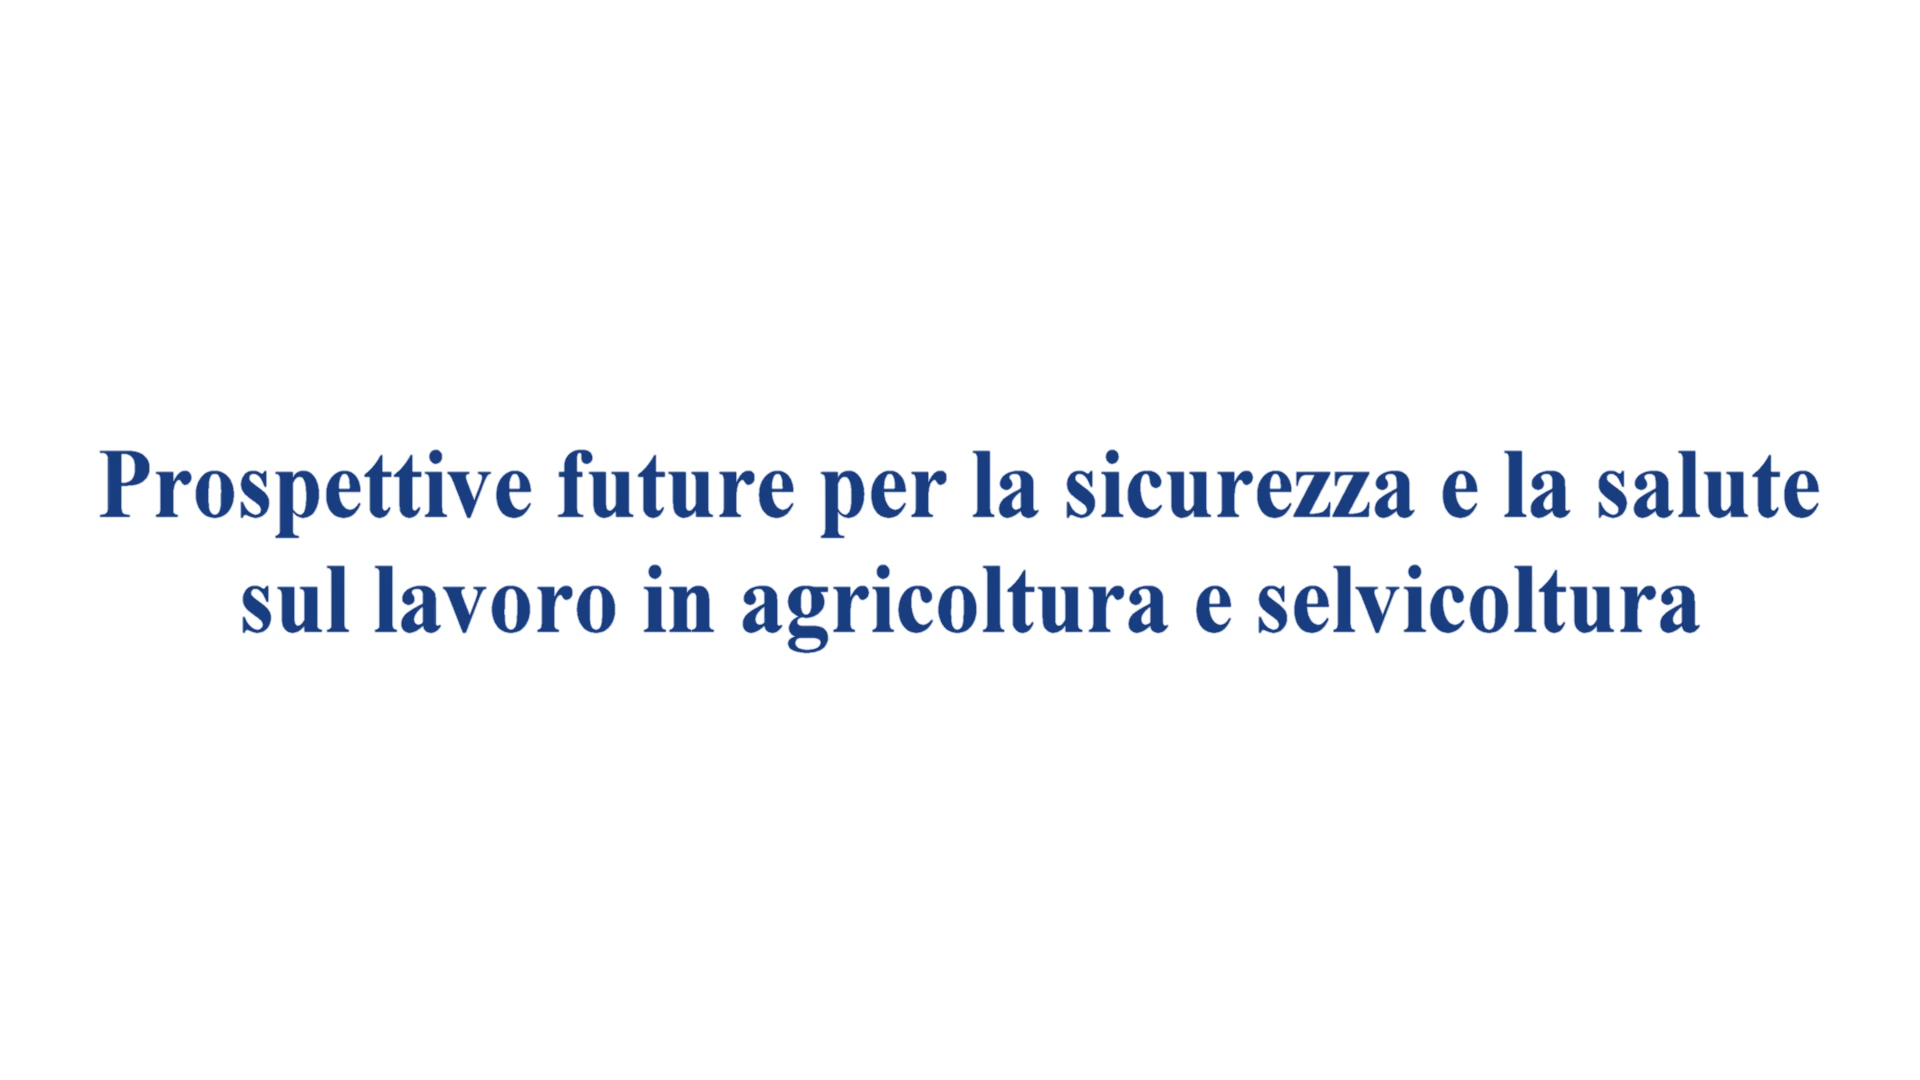 Prospettive future per la sicurezza e la salute
sul lavoro in agricoltura e selvicoltura